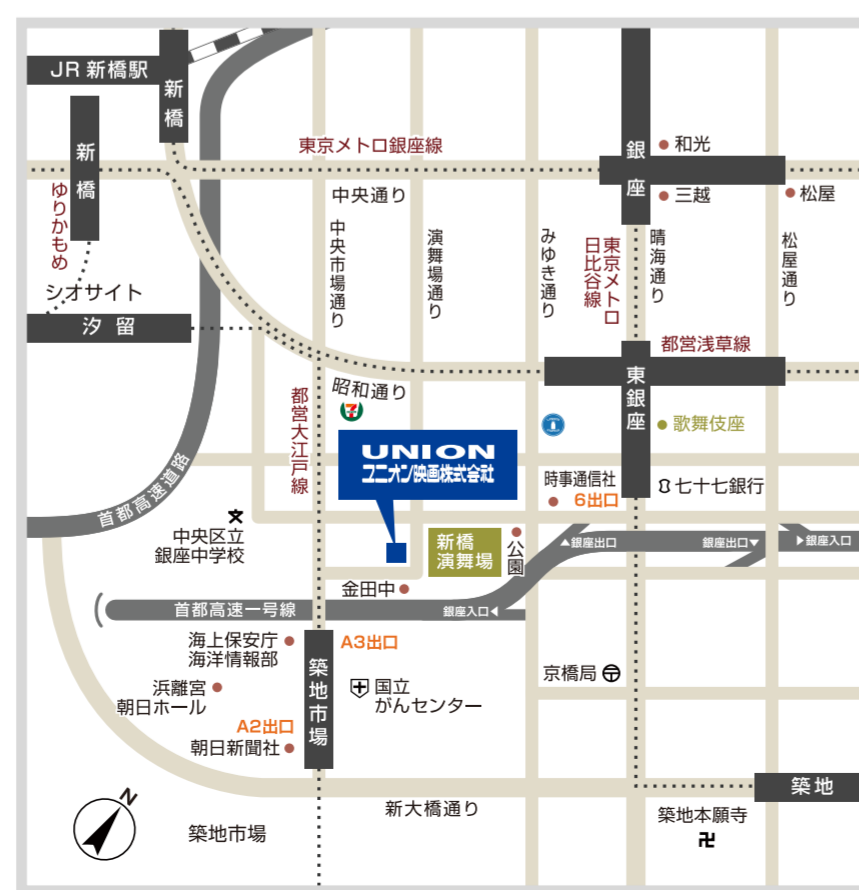 JR 新橋駅
新橋
新橋
ゆりかもめ
シオサイト
汐留
東京メトロ銀座線
中央通り
中央市場通り
演舞場通り
みゆき通り
東京メトロ
日比谷線
晴海通り
松屋通り
銀座
和光
三越
松屋
都営浅草線
東銀座
歌舞伎座
昭和通り
7
都営大江戸線
UNION
ユニオン映画株式会社
時事通信社
6出口
七十七銀行
首都高速道路
文
中央区立
銀座中学校
新橋
演舞場
公園
▲銀座出口
銀座出口▼
▶銀座入口
金田中
首都高速一号線
銀座入口◀
海上保安庁
海洋情報部
A3出口
築地市場
浜離宮
朝日ホール
国立
がんセンター
京橋局
A2出口
朝日新聞社
築地
新大橋通り
築地本願寺
卍
N
築地市場